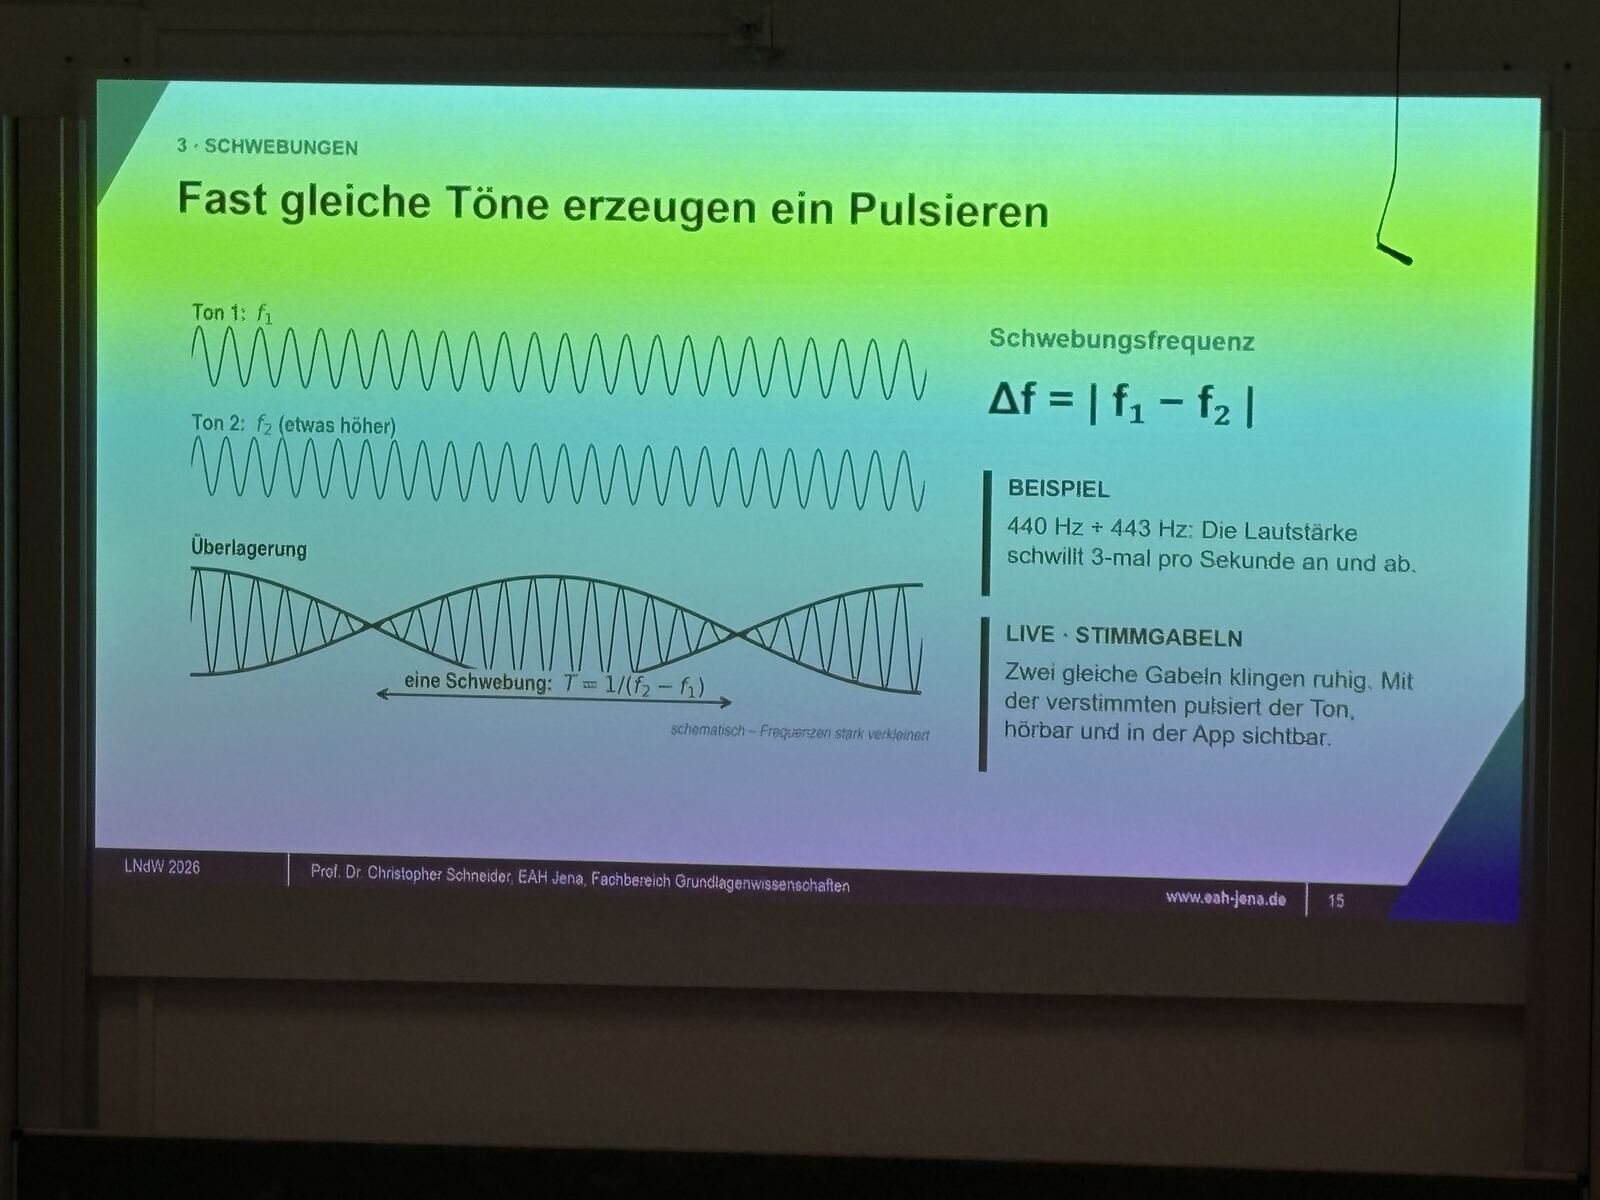 3 · SCHWEBUNGEN
Fast gleiche Töne erzeugen ein Pulsieren
Ton 1: f₁
Ton 2: f₂ (etwas höher)
Überlagerung
eine Schwebung: T = 1/(f₂ − f₁)
schematisch – Frequenzen stark verkleinert
Schwebungsfrequenz
Δf = | f₁ − f₂ |
BEISPIEL
440 Hz + 443 Hz: Die Lautstärke
schwillt 3-mal pro Sekunde an und ab.
LIVE · STIMMGABELN
Zwei gleiche Gabeln klingen ruhig. Mit
der verstimmten pulsiert der Ton,
hörbar und in der App sichtbar.
LNdW 2026
Prof. Dr. Christopher Schneider, EAH Jena, Fachbereich Grundlagenwissenschaften
www.eah-jena.de
15